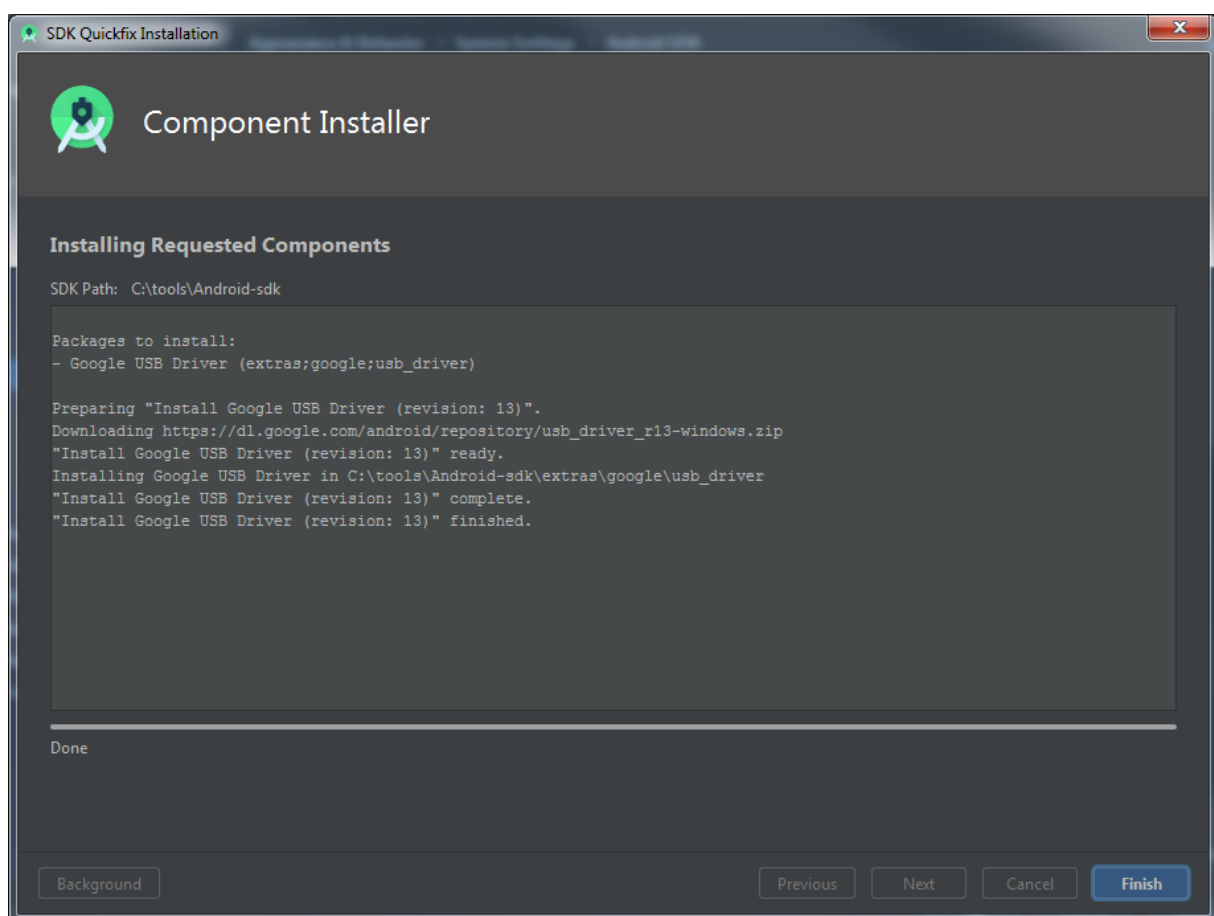 SDK Quickfix Installation
Component Installer
Installing Requested Components
SDK Path: C:\tools\Android-sdk
Packages to install:
- Google USB Driver (extras;google;usb_driver)
Preparing "Install Google USB Driver (revision: 13)".
Downloading https://dl.google.com/android/repository/usb_driver_r13-windows.zip
"Install Google USB Driver (revision: 13)" ready.
Installing Google USB Driver in C:\tools\Android-sdk\extras\google\usb_driver
"Install Google USB Driver (revision: 13)" complete.
"Install Google USB Driver (revision: 13)" finished.
Done
Background Previous Next Cancel Finish